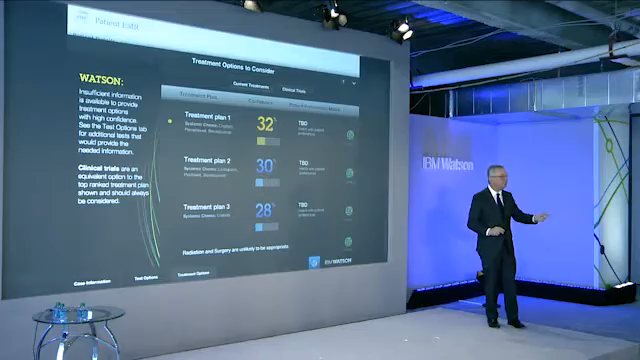 Patient ES19
Treatment Options to Consider
Current Treatments
Clinical Trials
WATSON:
Insufficient information
is available to provide
treatment options
with high confidence.
See the Test Options tab
for additional tests that
would provide the
needed information.
Clinical trials are an
equivalent option to the
top ranked treatment plan
shown and should always
be considered.
Treatment Plan
Confidence
Treatment plan 1
32%
TBD
Treatment plan 2
30%
TBD
Treatment plan 3
28%
TBD
Radiation and Surgery are unlikely to be appropriate.
IBM WATSON
Case Information
Test Options
Treatment Options
IBM Watson